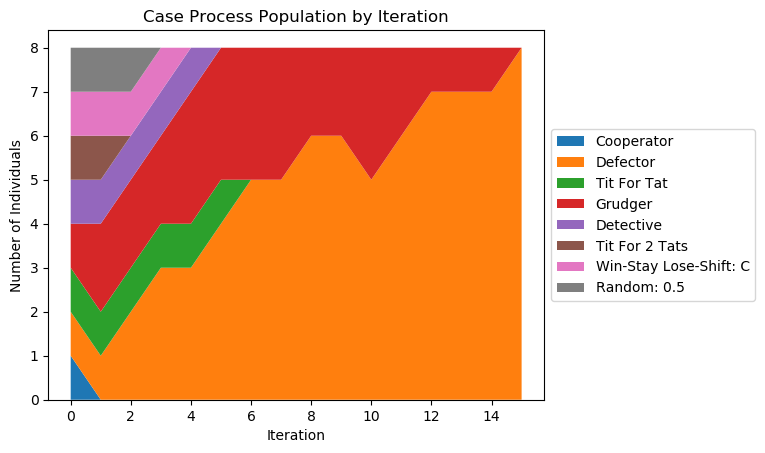 Case Process Population by Iteration
Number of Individuals
8
7
6
5
4
3
2
1
0
0 2 4 6 8 10 12 14
Iteration
Cooperator
Defector
Tit For Tat
Grudger
Detective
Tit For 2 Tats
Win-Stay Lose-Shift: C
Random: 0.5